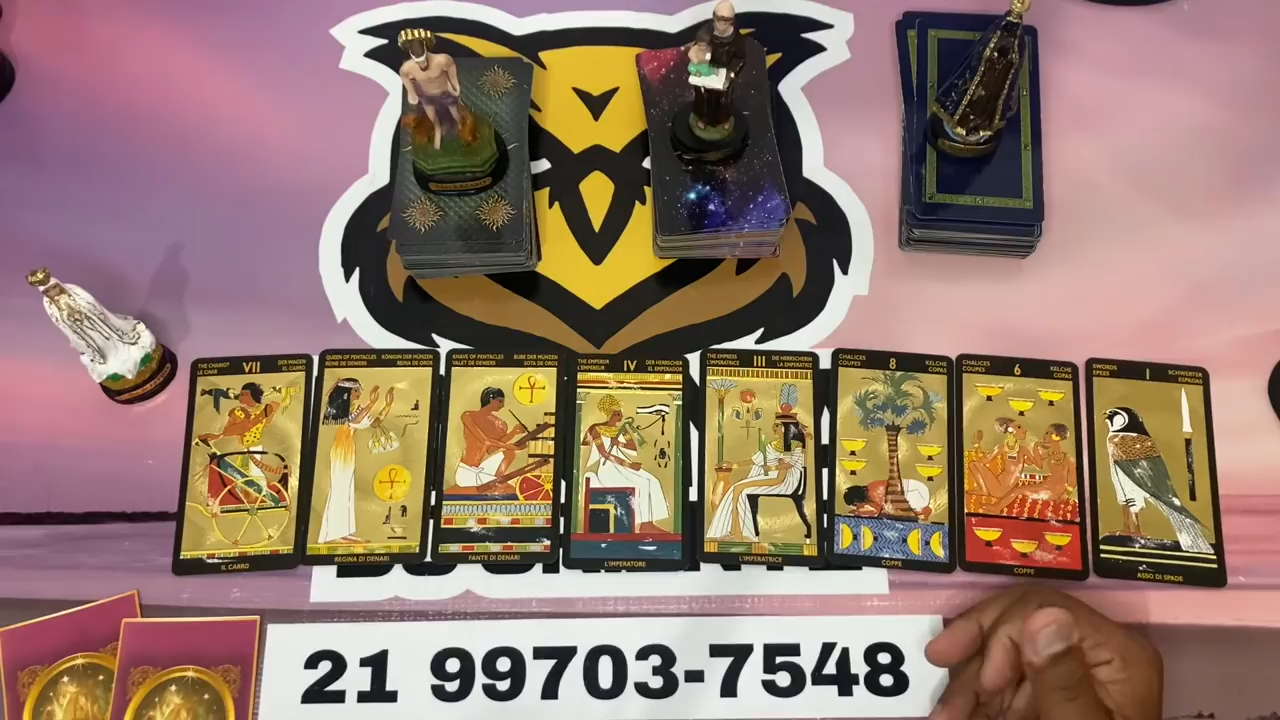 THE CHARIOT VII DER WAGEN
LE CHAR EL CARRO
IL CARRO
QUEEN OF PENTACLES KÖNIGIN DER MÜNZEN
REINE DE DENIERS REINA DE OROS
REGINA DI DENARI
KNAVE OF PENTACLES BUBE DER MÜNZEN
VALET DE DENIERS SOTA DE OROS
FANTE DI DENARI
THE EMPEROR IV DER HERRSCHER
L'EMPEREUR EL EMPERADOR
L'IMPERATORE
THE EMPRESS III DIE HERRSCHERIN
L'IMPERATRICE LA EMPERATRIZ
L'IMPERATRICE
CHALICES 8 KELCHE
COUPES COPAS
COPPE
CHALICES 6 KELCHE
COUPES COPAS
COPPE
SWORDS I SCHWERTER
EPEES ESPADAS
ASSO DI SPADE
21 99703-7548